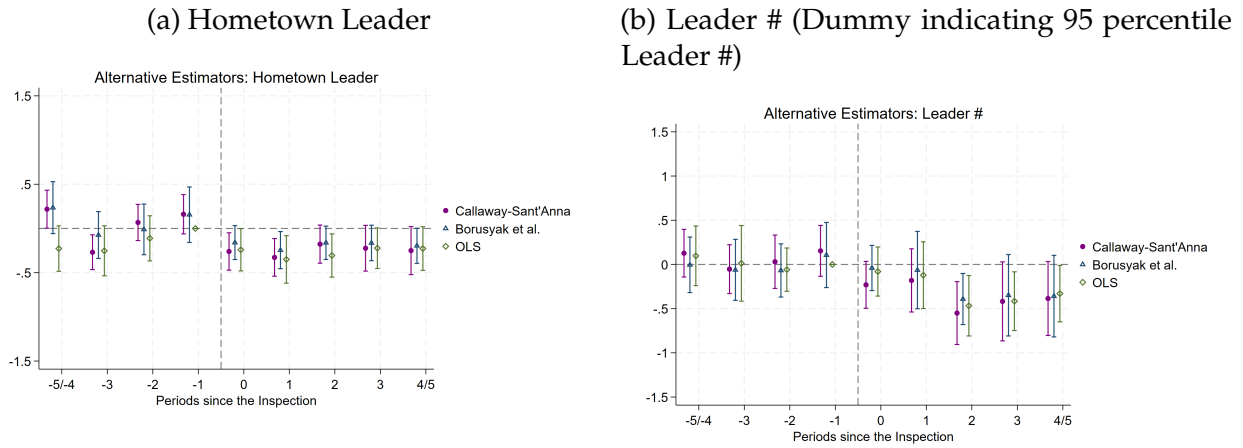 (a) Hometown Leader
Alternative Estimators: Hometown Leader
1.5
.5
-.5
-1.5
-5/-4 -3 -2 -1 0 1 2 3 4/5
Periods since the Inspection
Callaway-Sant'Anna
Borusyak et al.
OLS
(b) Leader # (Dummy indicating 95 percentile
Leader #)
Alternative Estimators: Leader #
1.5
1
.5
0
-.5
-1
-1.5
-5/-4 -3 -2 -1 0 1 2 3 4/5
Periods since the Inspection
Callaway-Sant'Anna
Borusyak et al.
OLS